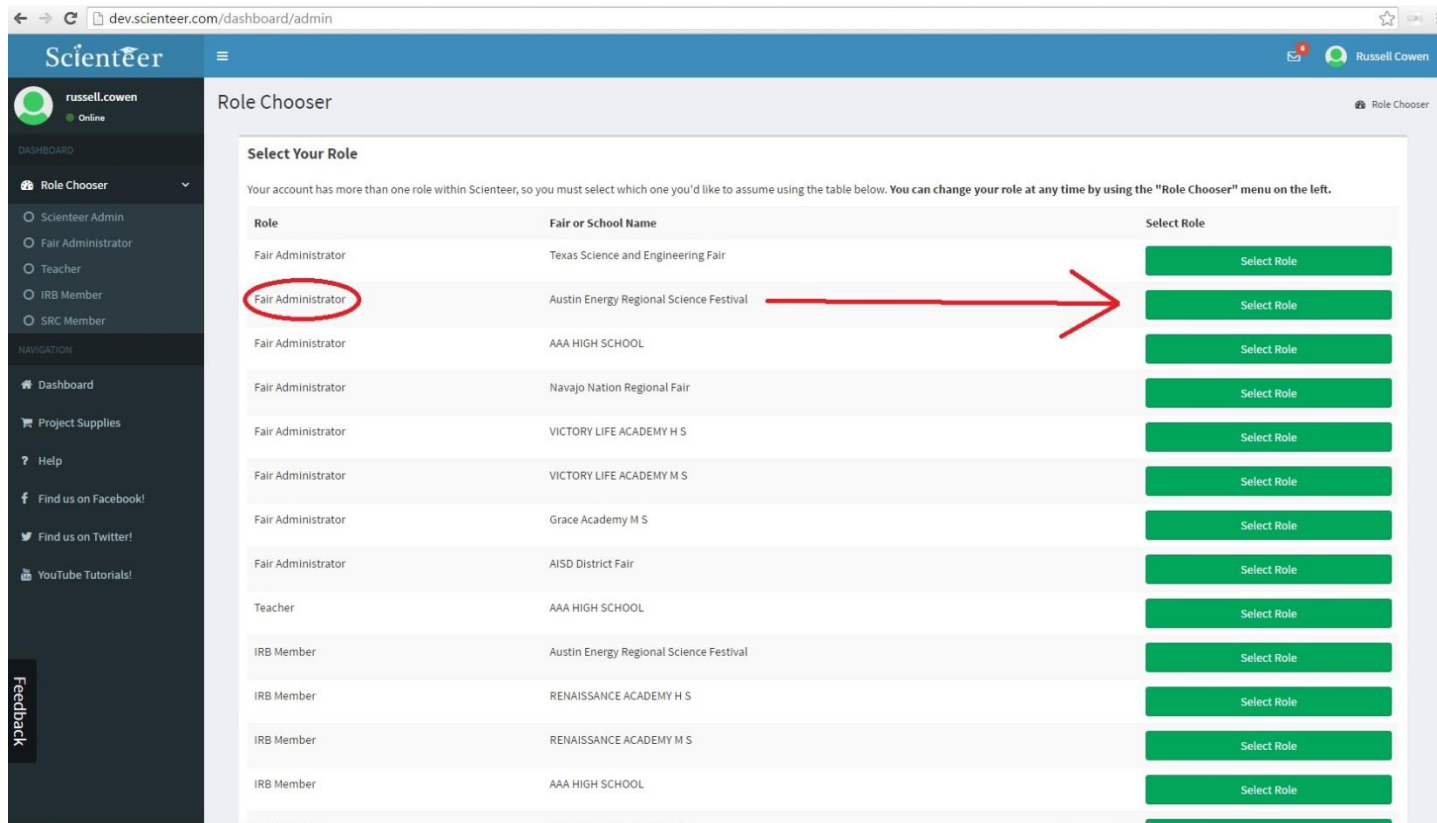 dev.scienteer.com/dashboard/admin
Scienteer
Russell Cowen
russell.cowen
Online
Role Chooser
Role Chooser
DASHBOARD
Role Chooser
Scienteer Admin
Fair Administrator
Teacher
IRB Member
SRC Member
NAVIGATION
Dashboard
Project Supplies
? Help
Find us on Facebook!
Find us on Twitter!
YouTube Tutorials!
Feedback
Select Your Role
Your account has more than one role within Scienteer, so you must select which one you'd like to assume using the table below. You can change your role at any time by using the "Role Chooser" menu on the left.
Role Fair or School Name Select Role
Fair Administrator Texas Science and Engineering Fair Select Role
Fair Administrator Austin Energy Regional Science Festival Select Role
Fair Administrator AAA HIGH SCHOOL Select Role
Fair Administrator Navajo Nation Regional Fair Select Role
Fair Administrator VICTORY LIFE ACADEMY H S Select Role
Fair Administrator VICTORY LIFE ACADEMY M S Select Role
Fair Administrator Grace Academy M S Select Role
Fair Administrator AISD District Fair Select Role
Teacher AAA HIGH SCHOOL Select Role
IRB Member Austin Energy Regional Science Festival Select Role
IRB Member RENAISSANCE ACADEMY H S Select Role
IRB Member RENAISSANCE ACADEMY M S Select Role
IRB Member AAA HIGH SCHOOL Select Role